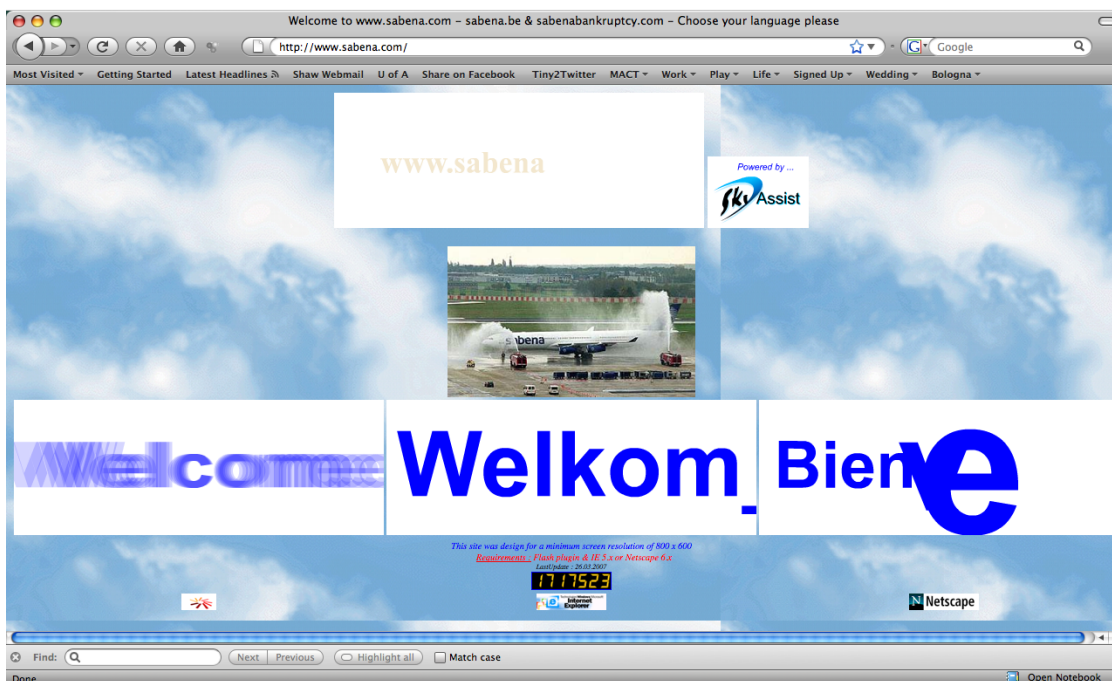 Welcome to www.sabena.com – sabena.be & sabenabankruptcy.com – Choose your language please
http://www.sabena.com/
G Google
Most Visited Getting Started Latest Headlines Shaw Webmail U of A Share on Facebook Tiny2Twitter MACT Work Play Life Signed Up Wedding Bologna
www.sabena
Powered by ...
Sky Assist
sabena
Welcome Welkom_ Bienve
This site was design for a minimum screen resolution of 800 x 600
Requirements : Flash plugin & IE 5.x or Netscape 6.x
LastUpdate : 26.03.2007
1717523
Internet
Explorer
N Netscape
Find: Next Previous Highlight all Match case
Done Open Notebook